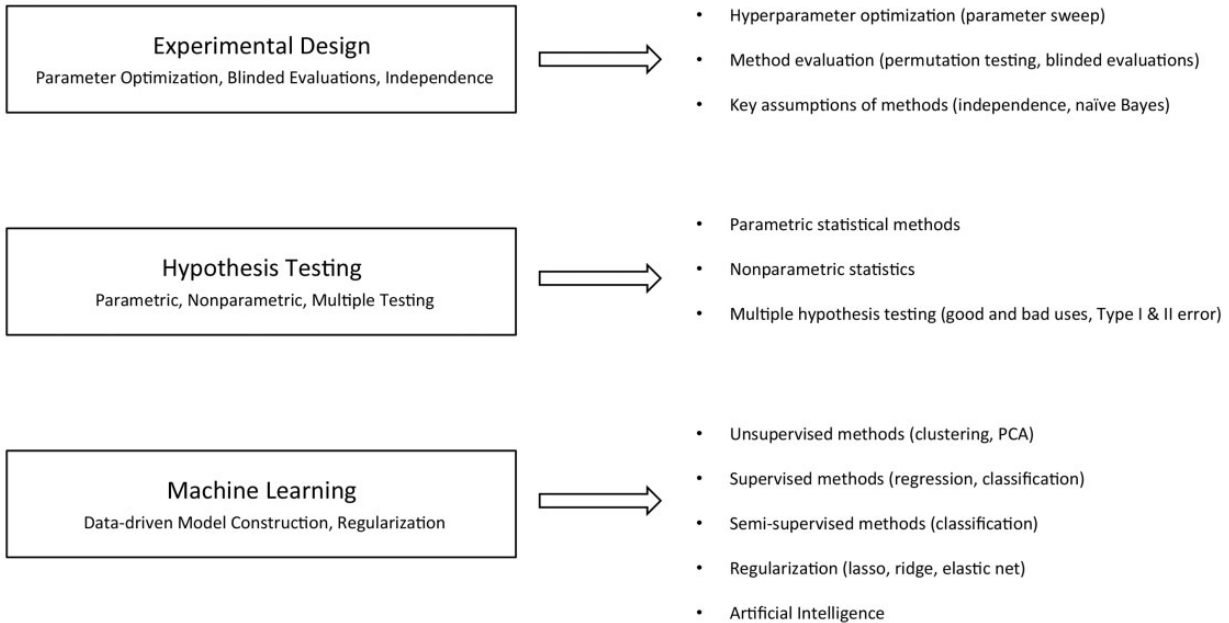 Experimental Design
Parameter Optimization, Blinded Evaluations, Independence
• Hyperparameter optimization (parameter sweep)
• Method evaluation (permutation testing, blinded evaluations)
• Key assumptions of methods (independence, naïve Bayes)
Hypothesis Testing
Parametric, Nonparametric, Multiple Testing
• Parametric statistical methods
• Nonparametric statistics
• Multiple hypothesis testing (good and bad uses, Type I & II error)
Machine Learning
Data-driven Model Construction, Regularization
• Unsupervised methods (clustering, PCA)
• Supervised methods (regression, classification)
• Semi-supervised methods (classification)
• Regularization (lasso, ridge, elastic net)
• Artificial Intelligence